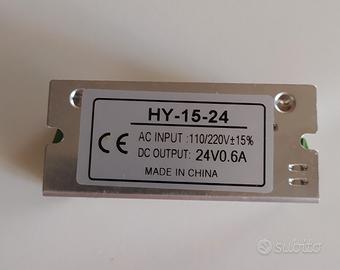 HY-15-24
CE
AC INPUT :110/220V±15%
DC OUTPUT: 24V0.6A
MADE IN CHINA
subito